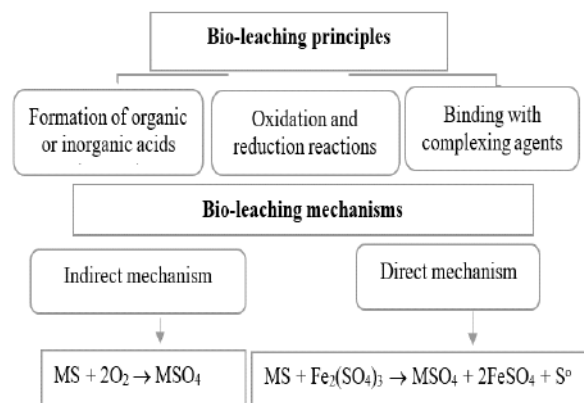 Bio-leaching principles
Formation of organic
or inorganic acids
Oxidation and
reduction reactions
Binding with
complexing agents
Bio-leaching mechanisms
Indirect mechanism
Direct mechanism
MS + 2O₂ → MSO₄
MS + Fe₂(SO₄)₃ → MSO₄ + 2FeSO₄ + S⁰